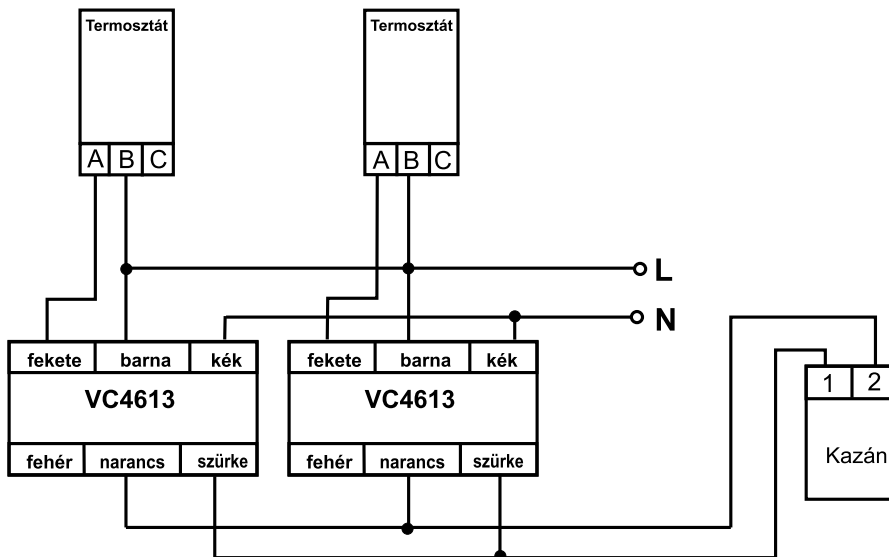 Termosztát
Termosztát
A B C
A B C
L
N
fekete barna kék
fekete barna kék
VC4613
VC4613
1 2
fehér narancs szürke
fehér narancs szürke
Kazán